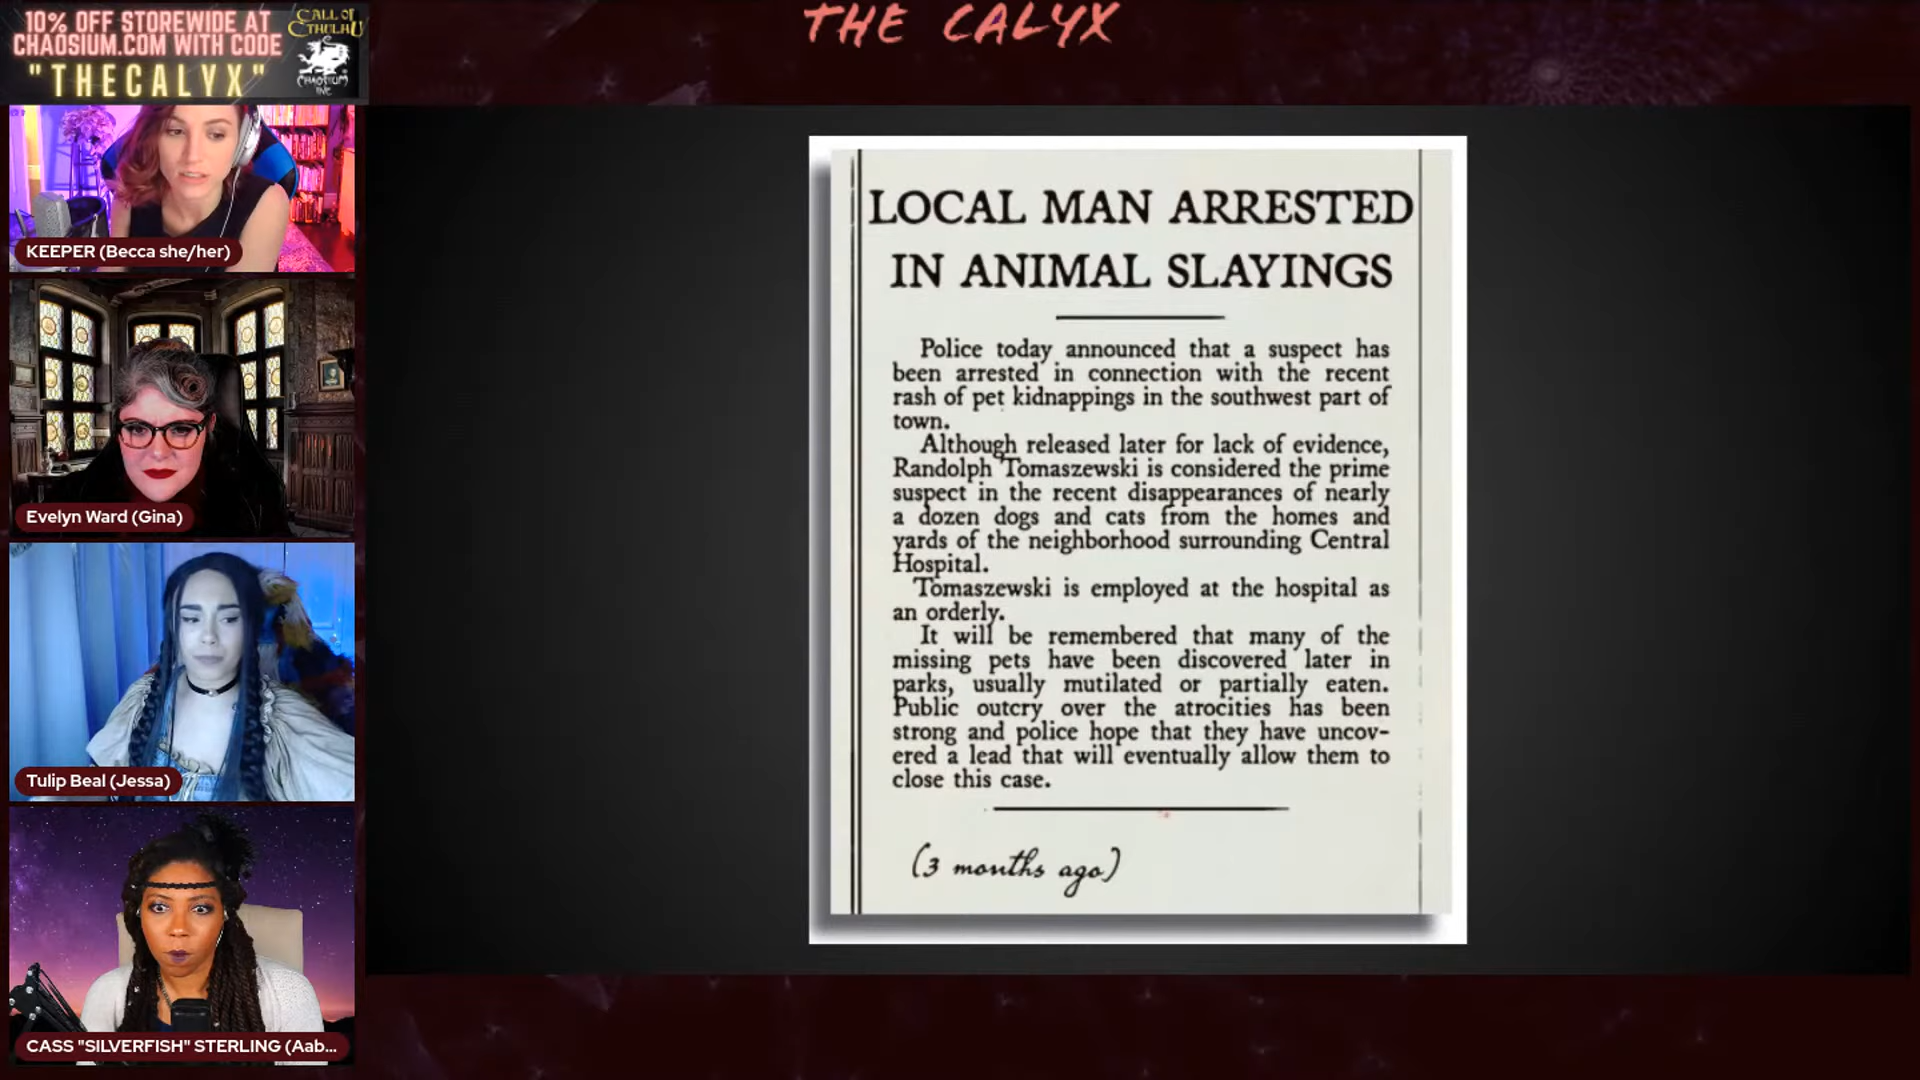 10% OFF STOREWIDE AT
CHAOSIUM.COM WITH CODE
"THECALYX"
CALL OF
CTHULHU
CHAOSIUM
INC
THE CALYX
KEEPER (Becca she/her)
Evelyn Ward (Gina)
Tulip Beal (Jessa)
CASS "SILVERFISH" STERLING (Aab...
LOCAL MAN ARRESTED
IN ANIMAL SLAYINGS
Police today announced that a suspect has
been arrested in connection with the recent
rash of pet kidnappings in the southwest part of
town.
Although released later for lack of evidence,
Randolph Tomaszewski is considered the prime
suspect in the recent disappearances of nearly
a dozen dogs and cats from the homes and
yards of the neighborhood surrounding Central
Hospital.
Tomaszewski is employed at the hospital as
an orderly.
It will be remembered that many of the
missing pets have been discovered later in
parks, usually mutilated or partially eaten.
Public outcry over the atrocities has been
strong and police hope that they have uncov-
ered a lead that will eventually allow them to
close this case.
(3 months ago)